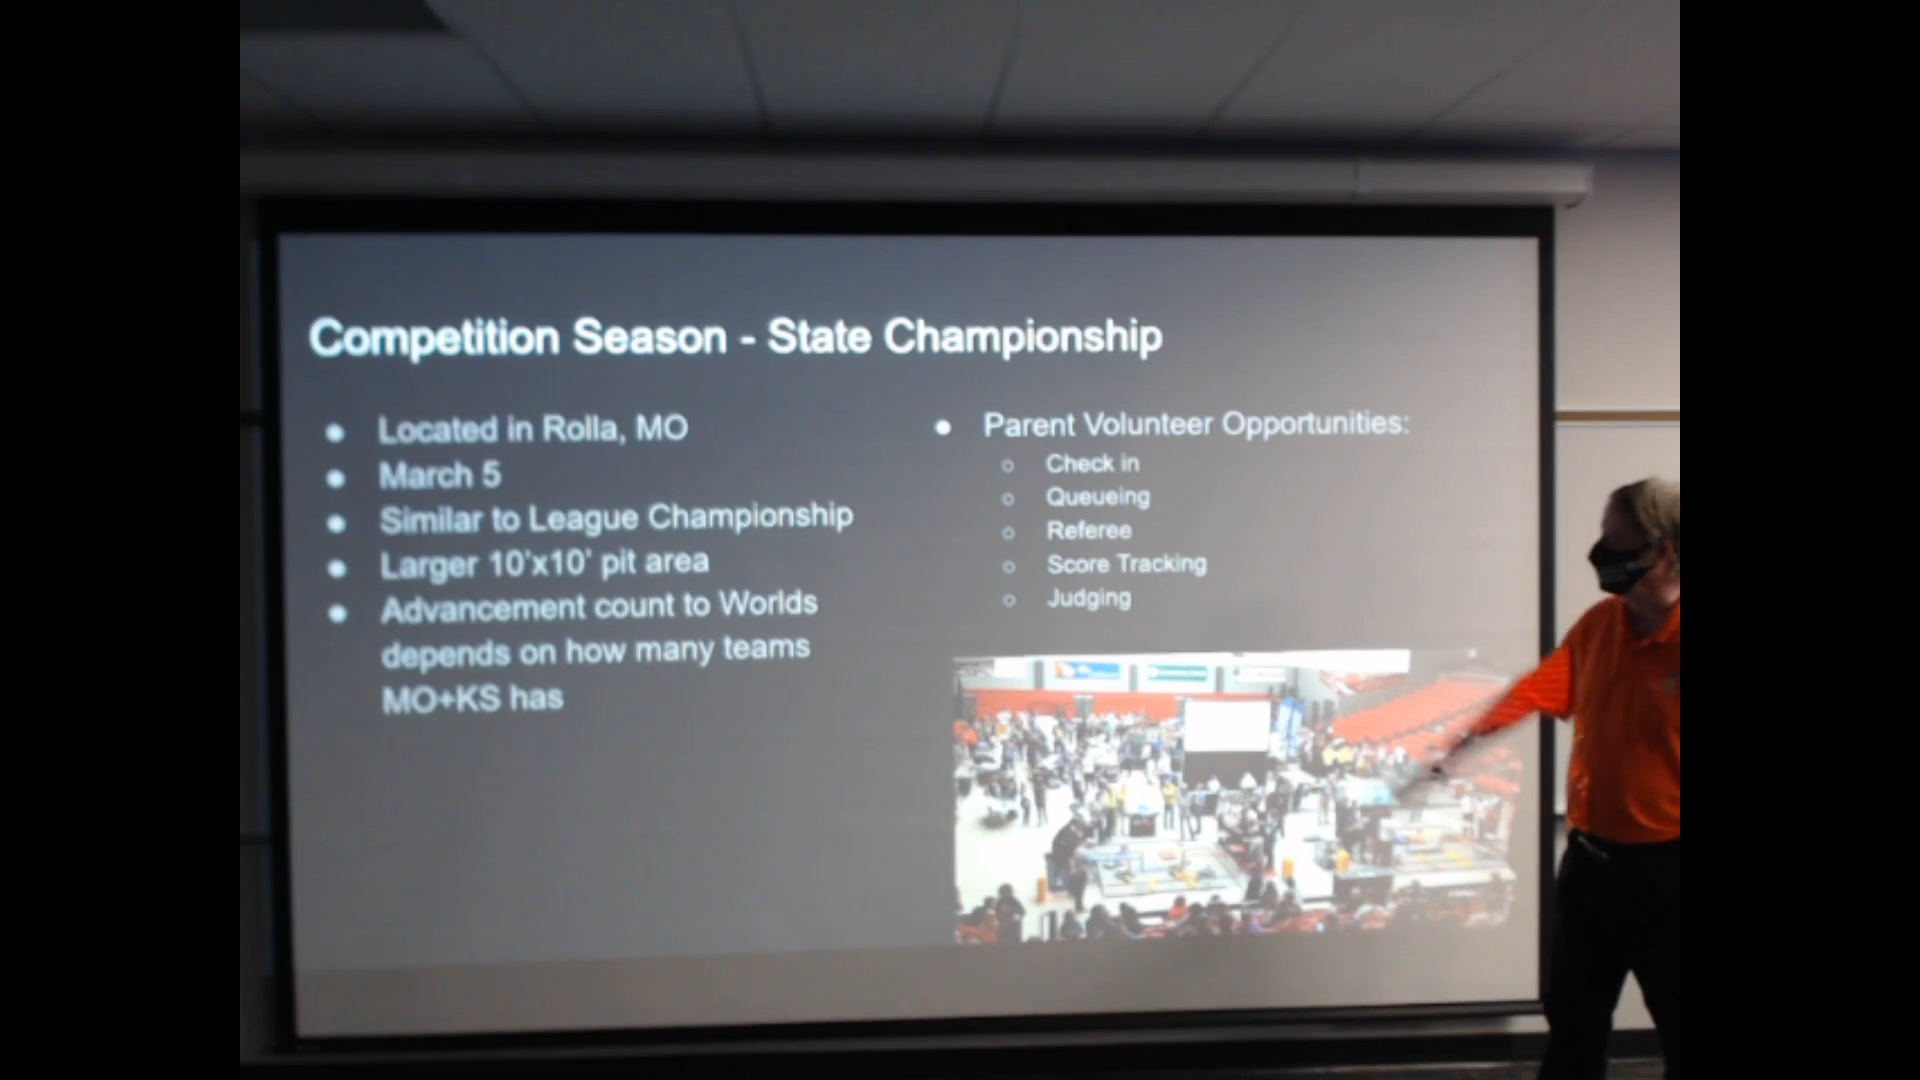 Competition Season - State Championship
● Located in Rolla, MO
● March 5
● Similar to League Championship
● Larger 10'x10' pit area
● Advancement count to Worlds
depends on how many teams
MO+KS has
● Parent Volunteer Opportunities:
○ Check in
○ Queueing
○ Referee
○ Score Tracking
○ Judging